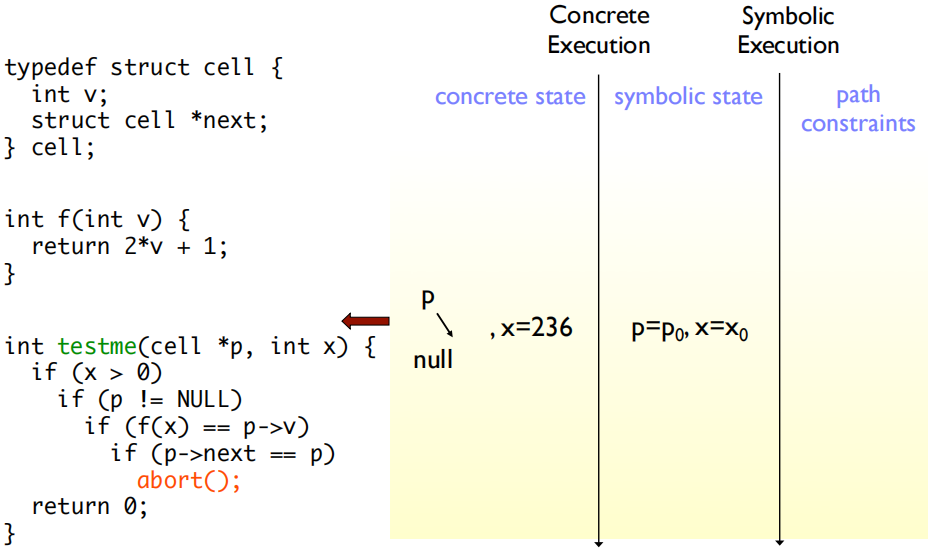 Concrete
Execution
Symbolic
Execution
concrete state
symbolic state
path
constraints
typedef struct cell {
int v;
struct cell *next;
} cell;
int f(int v) {
return 2*v + 1;
}
p
null
, x=236
p=p₀, x=x₀
int testme(cell *p, int x) {
if (x > 0)
if (p != NULL)
if (f(x) == p->v)
if (p->next == p)
abort();
return 0;
}